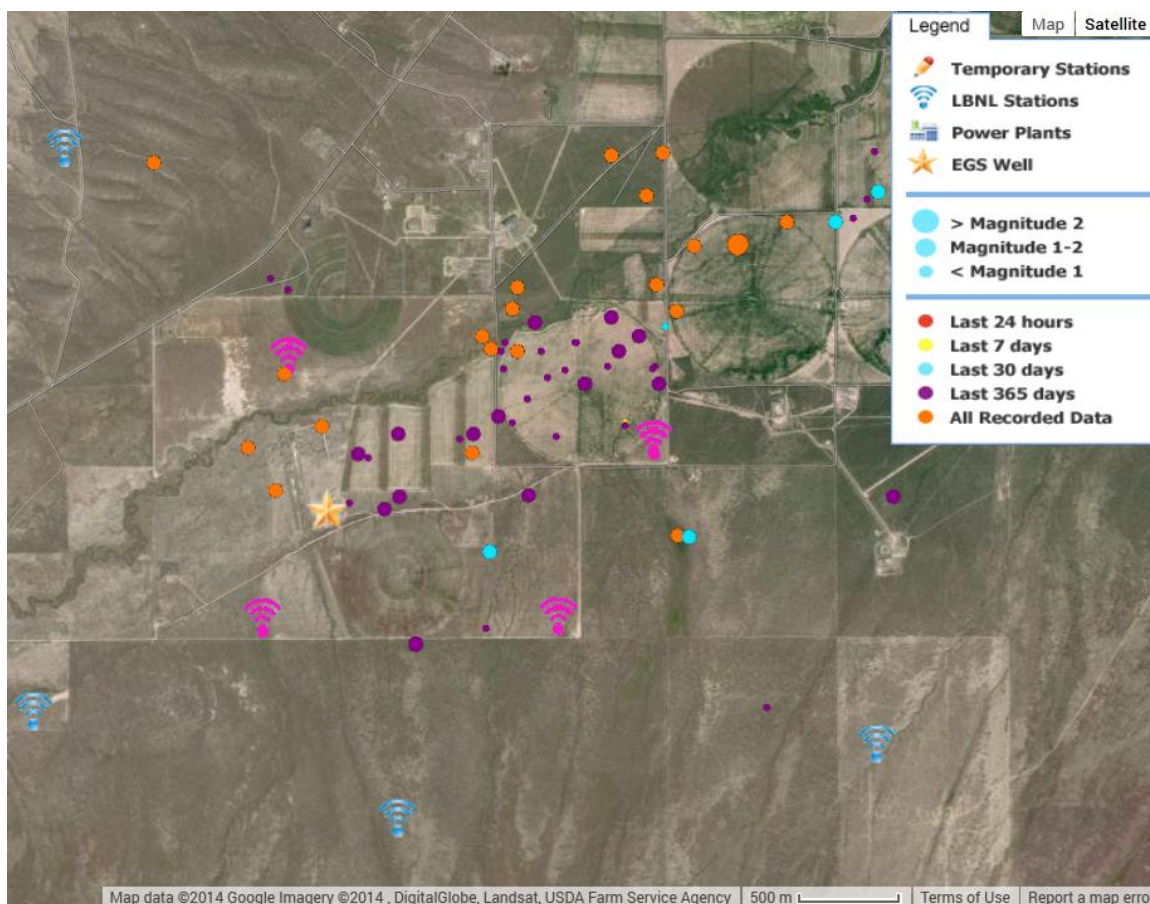 Legend
Map
Satellite
Temporary Stations
LBNL Stations
Power Plants
EGS Well
> Magnitude 2
Magnitude 1-2
< Magnitude 1
Last 24 hours
Last 7 days
Last 30 days
Last 365 days
All Recorded Data
Map data ©2014 Google Imagery ©2014 , DigitalGlobe, Landsat, USDA Farm Service Agency
500 m
Terms of Use
Report a map erro